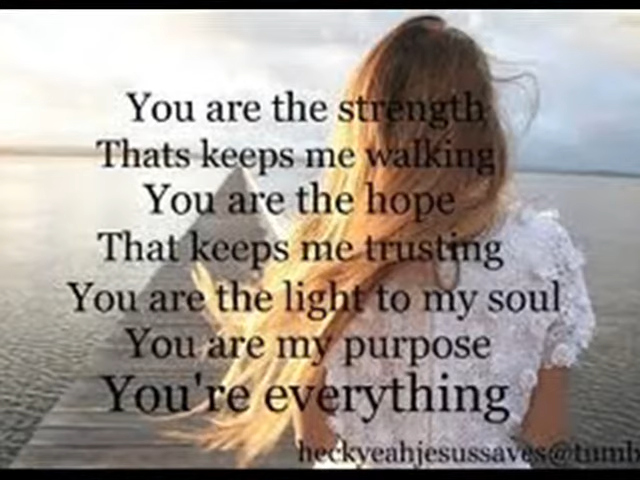 You are the strength
Thats keeps me walking
You are the hope
That keeps me trusting
You are the light to my soul
You are my purpose
You're everything
heckyeahjesussaves@tumb